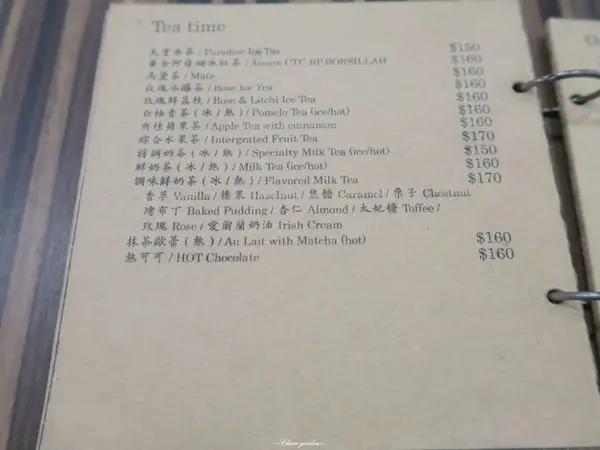 Tea time
天堂冰茶 / Paradise Ice Tea $150
黃金阿薩姆冰紅茶 / Assam CTC BP.BORSILLAH $160
馬黛茶 / Mate $160
玫瑰冰釀茶 / Rose Ice Tea $160
玫瑰鮮荔枝 / Rose & Litchi Ice Tea $160
白柚香茶 (冰 / 熱) / Pomelo Tea (ice/hot) $160
肉桂蘋果茶 / Apple Tea with cinnamon $160
綜合水果茶 / Intergrated Fruit Tea $170
特調奶茶 (冰 / 熱) / Specialty Milk Tea (ice/hot) $150
鮮奶茶 (冰 / 熱) / Milk Tea (ice/hot) $160
調味鮮奶茶 (冰 / 熱) / Flavored Milk Tea $170
香草 Vanilla / 榛果 Hazelnut / 焦糖 Caramel / 栗子 Chestnut
烤布丁 Baked Pudding / 杏仁 Almond / 太妃糖 Toffee /
玫瑰 Rose / 愛爾蘭奶油 Irish Cream
抹茶歐蕾 (熱) / Au Lait with Matcha (hot) $160
熱可可 / HOT Chocolate $160